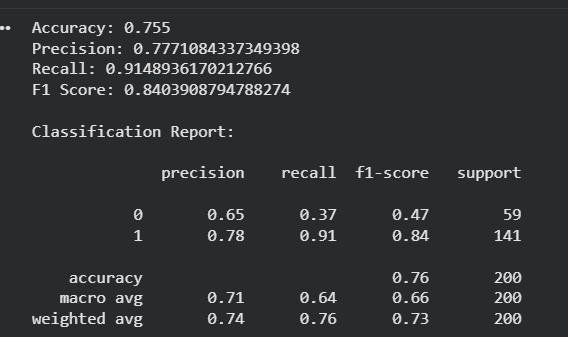 Accuracy: 0.755
Precision: 0.7771084337349398
Recall: 0.9148936170212766
F1 Score: 0.8403908794788274
Classification Report:
precision recall f1-score support
0 0.65 0.37 0.47 59
1 0.78 0.91 0.84 141
accuracy 0.76 200
macro avg 0.71 0.64 0.66 200
weighted avg 0.74 0.76 0.73 200